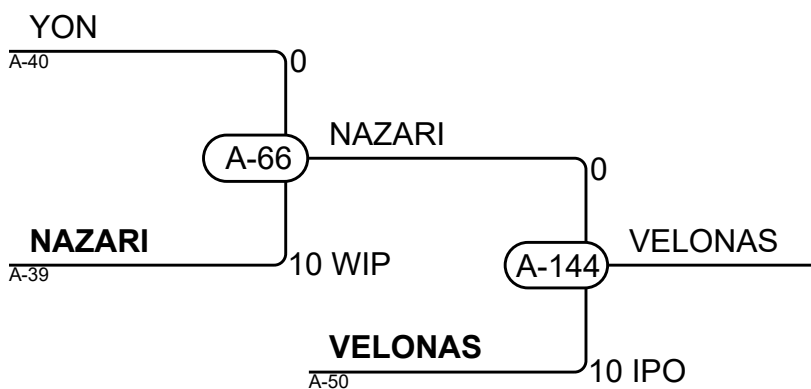 YON
A-40
0
A-66
NAZARI
0
NAZARI
A-39
10 WIP
A-144
VELONAS
VELONAS
A-50
10 IPO